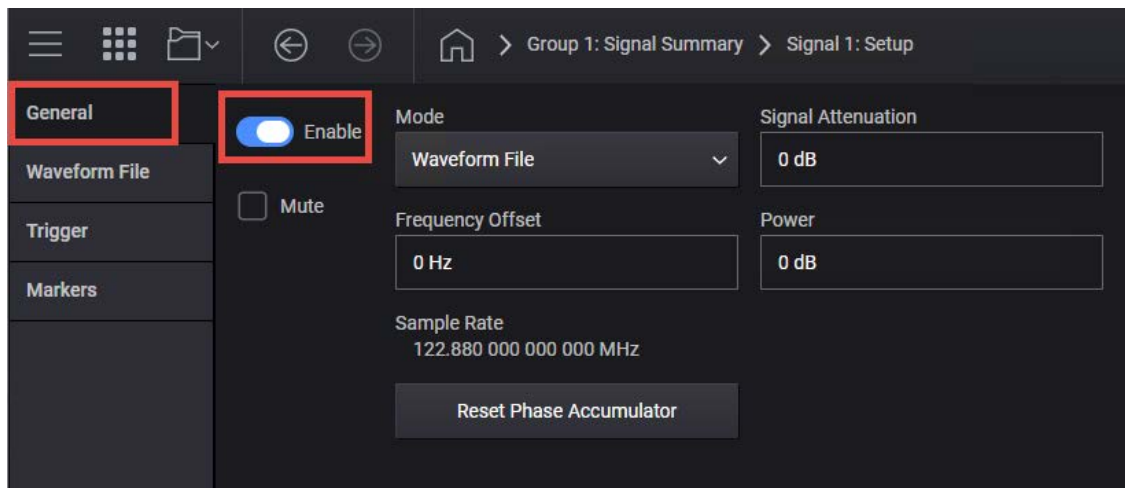 Group 1: Signal Summary > Signal 1: Setup
General
Waveform File
Trigger
Markers
Enable
Mute
Mode
Waveform File
Signal Attenuation
0 dB
Frequency Offset
0 Hz
Power
0 dB
Sample Rate
122.880 000 000 000 MHz
Reset Phase Accumulator